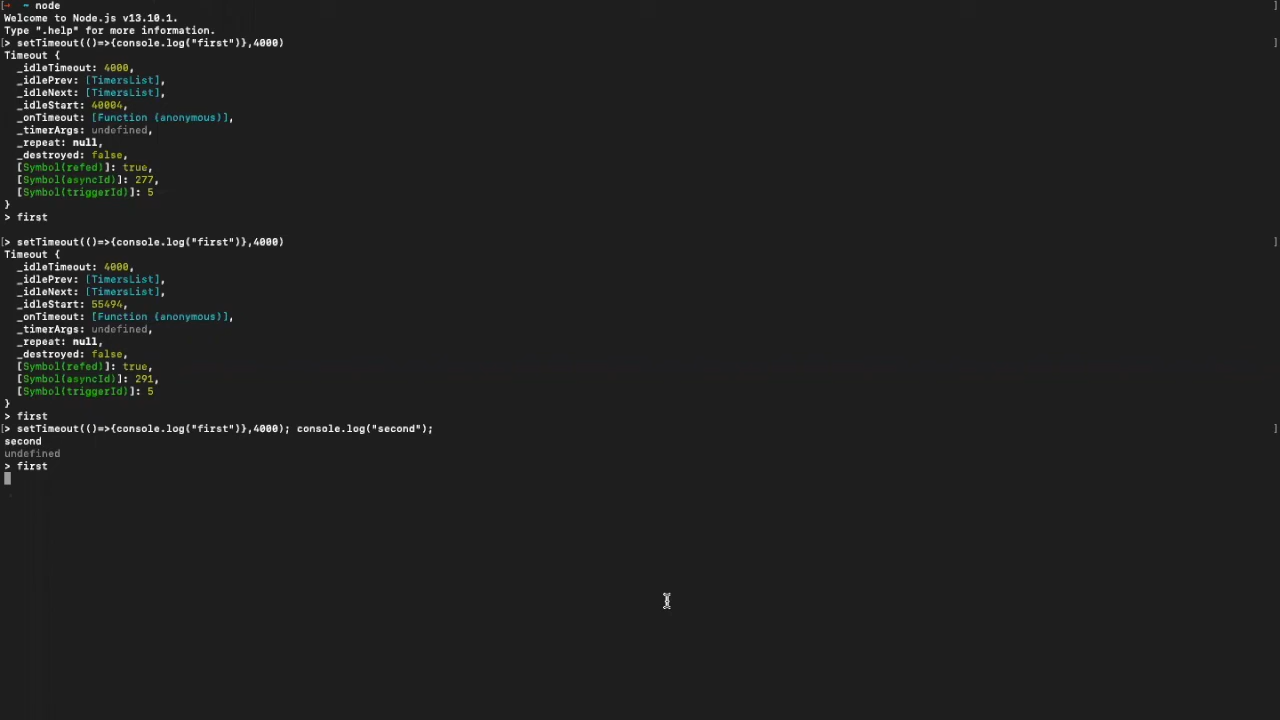 [→ ~ node ]
Welcome to Node.js v13.10.1.
Type ".help" for more information.
[> setTimeout(()=>{console.log("first")},4000) ]
Timeout {
  _idleTimeout: 4000,
  _idlePrev: [TimersList],
  _idleNext: [TimersList],
  _idleStart: 40004,
  _onTimeout: [Function (anonymous)],
  _timerArgs: undefined,
  _repeat: null,
  _destroyed: false,
  [Symbol(refed)]: true,
  [Symbol(asyncId)]: 277,
  [Symbol(triggerId)]: 5
}
> first
[> setTimeout(()=>{console.log("first")},4000) ]
Timeout {
  _idleTimeout: 4000,
  _idlePrev: [TimersList],
  _idleNext: [TimersList],
  _idleStart: 55494,
  _onTimeout: [Function (anonymous)],
  _timerArgs: undefined,
  _repeat: null,
  _destroyed: false,
  [Symbol(refed)]: true,
  [Symbol(asyncId)]: 291,
  [Symbol(triggerId)]: 5
}
> first
[> setTimeout(()=>{console.log("first")},4000); console.log("second"); ]
second
undefined
> first